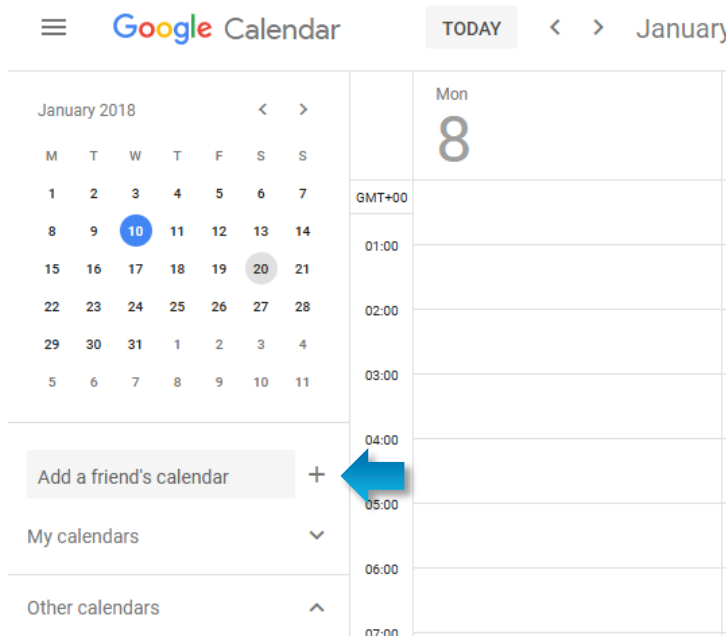 Google Calendar
TODAY
January
January 2018
M T W T F S S
1 2 3 4 5 6 7
8 9 10 11 12 13 14
15 16 17 18 19 20 21
22 23 24 25 26 27 28
29 30 31 1 2 3 4
5 6 7 8 9 10 11
Add a friend's calendar +
My calendars
Other calendars
Mon
8
GMT+00
01:00
02:00
03:00
04:00
05:00
06:00
07:00